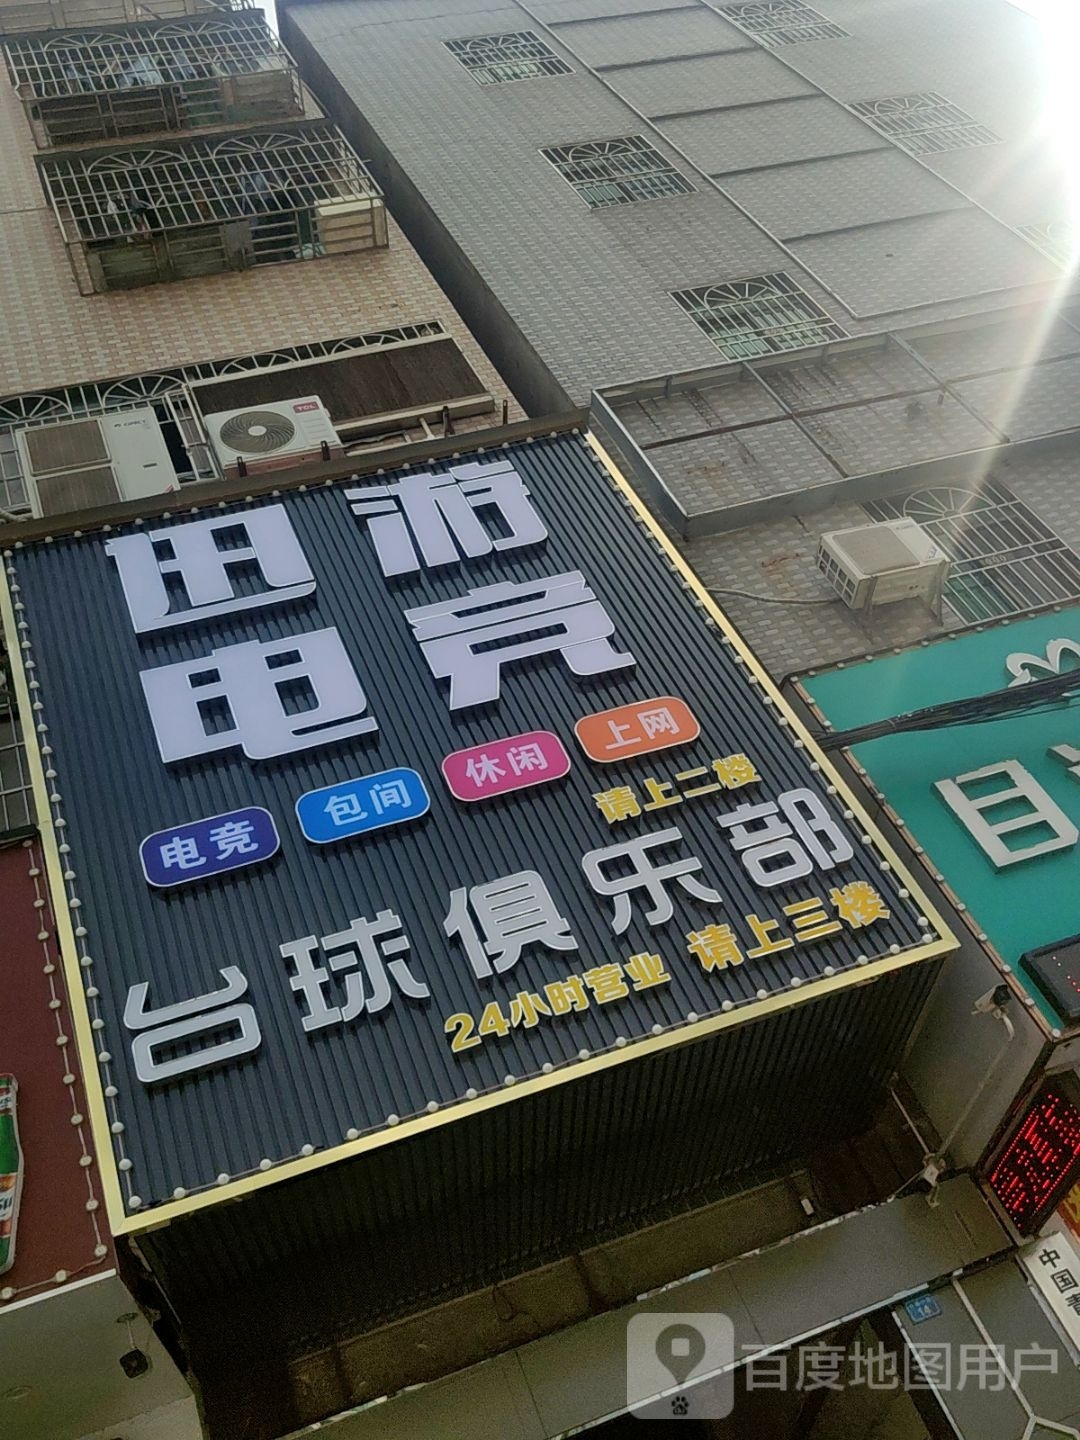 TCL
迅游
电竞
电竞 包间 休闲 上网
请上二楼
台球俱乐部
24小时营业 请上三楼
目
14
中国
百度地图用户